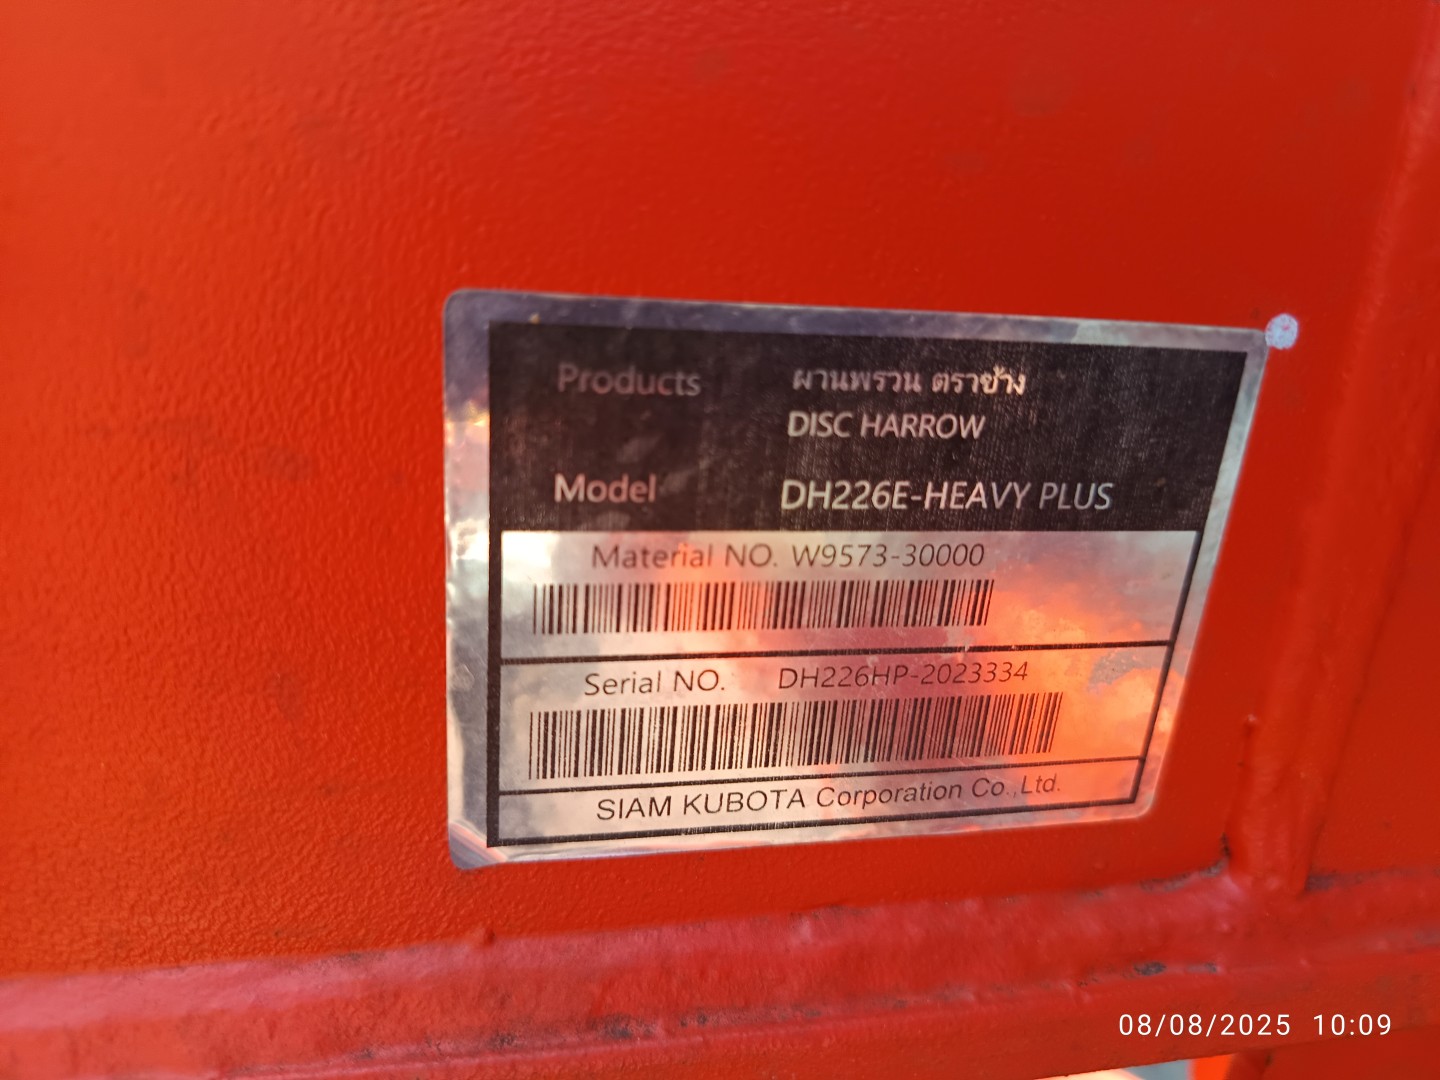 Products ผานพรวน ตราช้าง
DISC HARROW
Model DH226E-HEAVY PLUS
Material NO. W9573-30000
Serial NO. DH226HP-2023334
SIAM KUBOTA Corporation Co.,Ltd.
08/08/2025 10:09